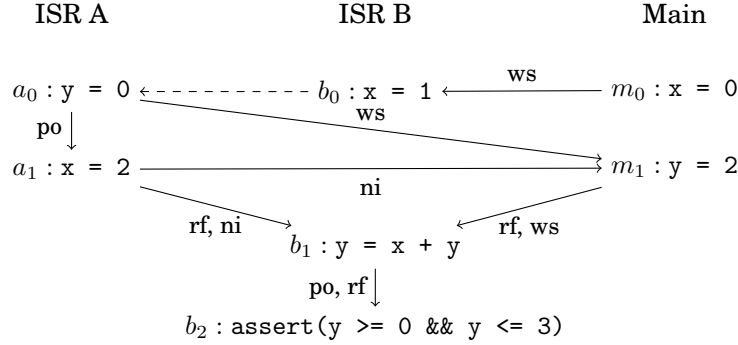 ISR A ISR B Main
a₀ : y = 0 b₀ : x = 1 ws m₀ : x = 0
ws
po
a₁ : x = 2 m₁ : y = 2
ni
rf, ni rf, ws
b₁ : y = x + y
po, rf
b₂ : assert(y >= 0 && y <= 3)